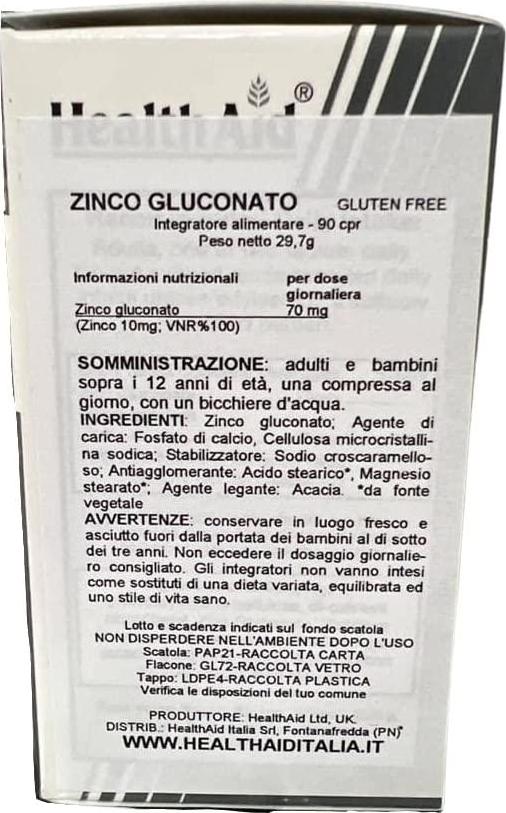 HealthAid®
ZINCO GLUCONATO GLUTEN FREE
Integratore alimentare - 90 cpr
Peso netto 29,7g
Informazioni nutrizionali per dose
giornaliera
Zinco gluconato 70 mg
(Zinco 10mg; VNR%100)
SOMMINISTRAZIONE: adulti e bambini
sopra i 12 anni di età, una compressa al
giorno, con un bicchiere d'acqua.
INGREDIENTI: Zinco gluconato; Agente di
carica: Fosfato di calcio, Cellulosa microcristalli-
na sodica; Stabilizzatore: Sodio croscaramello-
so; Antiagglomerante: Acido stearico*, Magnesio
stearato*; Agente legante: Acacia. *da fonte
vegetale
AVVERTENZE: conservare in luogo fresco e
asciutto fuori dalla portata dei bambini al di sotto
dei tre anni. Non eccedere il dosaggio giornalie-
ro consigliato. Gli integratori non vanno intesi
come sostituti di una dieta variata, equilibrata ed
uno stile di vita sano.
Lotto e scadenza indicati sul fondo scatola
NON DISPERDERE NELL'AMBIENTE DOPO L'USO
Scatola: PAP21-RACCOLTA CARTA
Flacone: GL72-RACCOLTA VETRO
Tappo: LDPE4-RACCOLTA PLASTICA
Verifica le disposizioni del tuo comune
PRODUTTORE: HealthAid Ltd, UK.
DISTRIB.: HealthAid Italia Srl, Fontanafredda (PN)
WWW.HEALTHAIDITALIA.IT